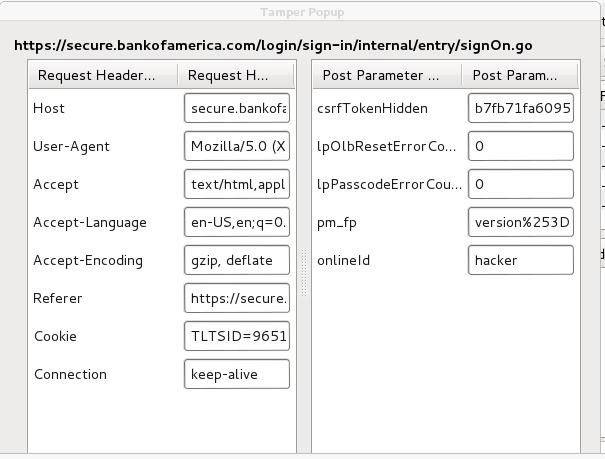 Tamper Popup
https://secure.bankofamerica.com/login/sign-in/internal/entry/signOn.go
Request Header... Request H... Post Parameter ... Post Param...
Host secure.bankofa csrfTokenHidden b7fb71fa6095
User-Agent Mozilla/5.0 (X lpOlbResetErrorCo... 0
Accept text/html,appl lpPasscodeErrorCou... 0
Accept-Language en-US,en;q=0. pm_fp version%253D
Accept-Encoding gzip, deflate onlineId hacker
Referer https://secure.
Cookie TLTSID=9651
Connection keep-alive